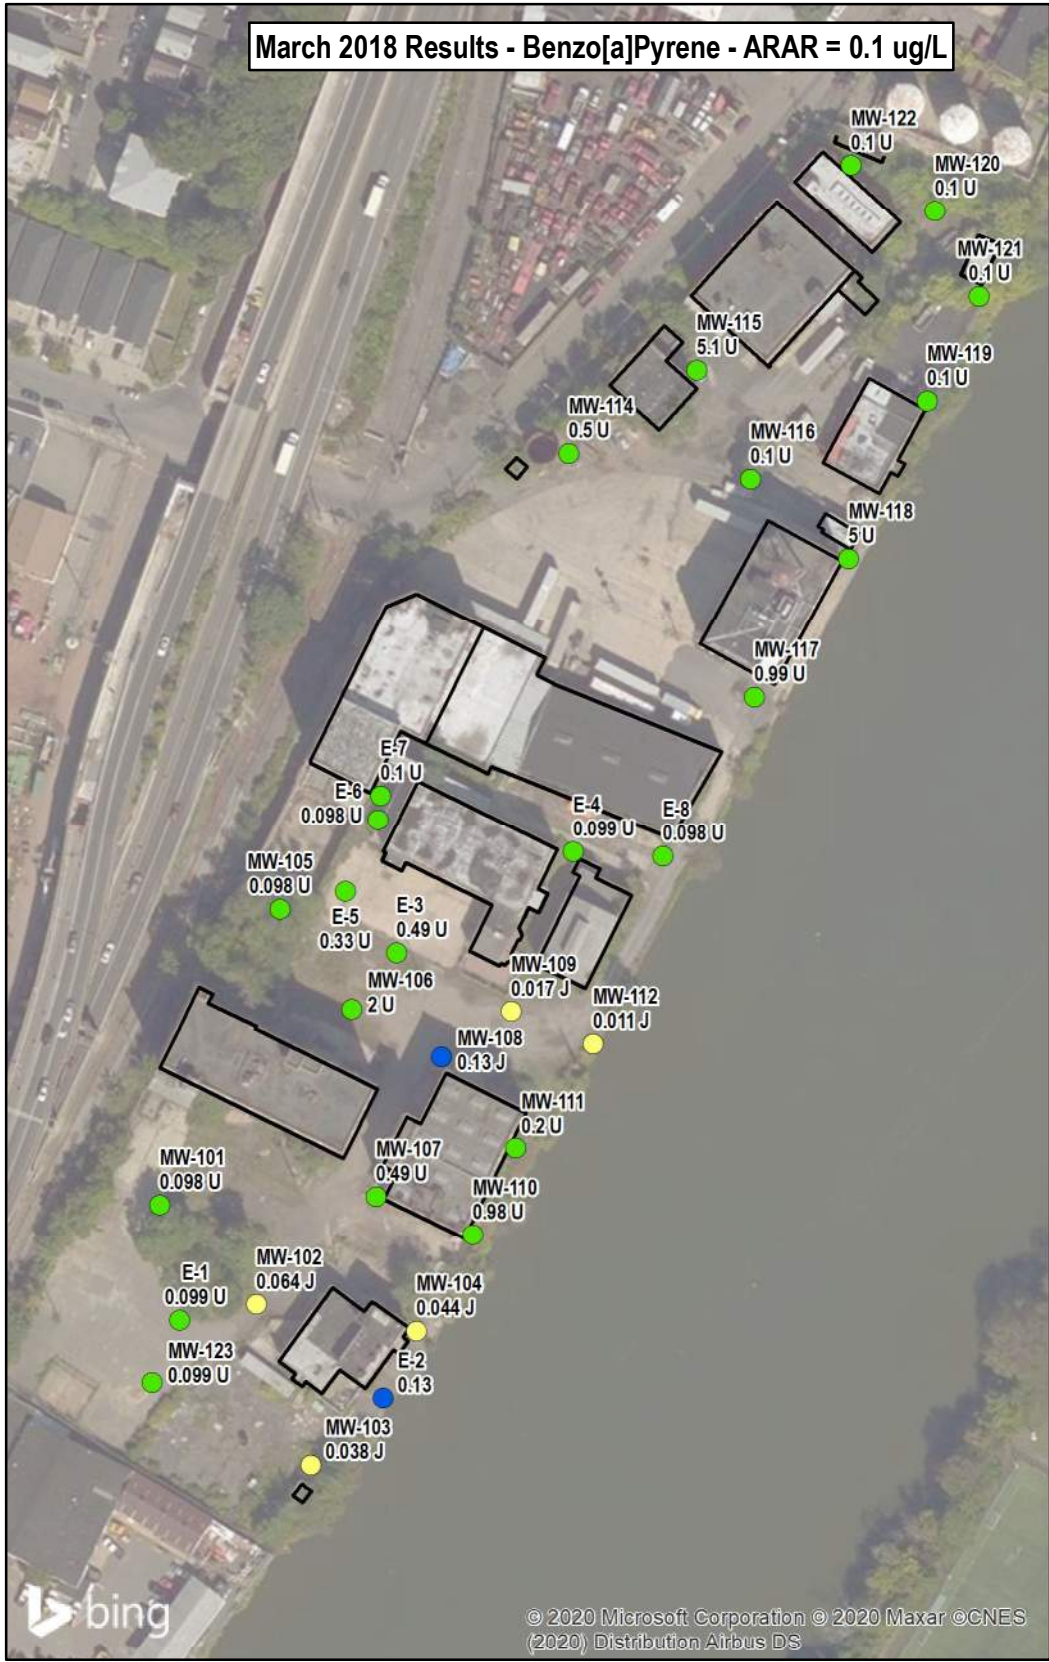 March 2018 Results - Benzo[a]Pyrene - ARAR = 0.1 ug/L
MW-122
0.1 U
MW-120
0.1 U
MW-121
0.1 U
MW-115
5.1 U
MW-119
0.1 U
MW-114
0.5 U
MW-116
0.1 U
MW-118
5 U
MW-117
0.99 U
E-7
0.1 U
E-6
0.098 U
E-4
0.099 U
E-8
0.098 U
MW-105
0.098 U
E-5
0.33 U
E-3
0.49 U
MW-106
2 U
MW-109
0.017 J
MW-112
0.011 J
MW-108
0.13 J
MW-111
0.2 U
MW-107
0.49 U
MW-101
0.098 U
MW-110
0.98 U
MW-102
0.064 J
E-1
0.099 U
MW-104
0.044 J
MW-123
0.099 U
E-2
0.13
MW-103
0.038 J
bing
© 2020 Microsoft Corporation © 2020 Maxar ©CNES
(2020) Distribution Airbus DS